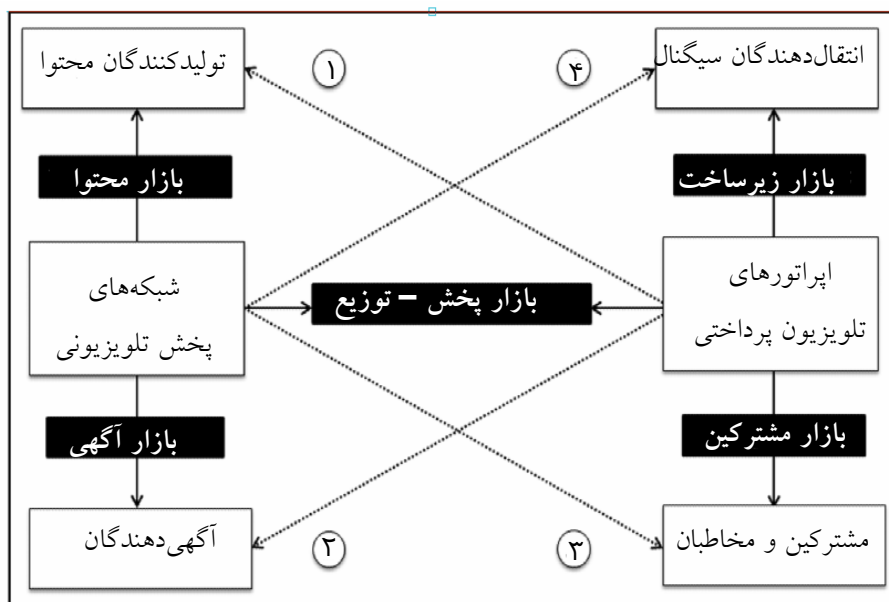 انتقال‌دهندگان سیگنال
۴
۱
تولیدکنندگان محتوا
بازار زیرساخت
بازار محتوا
اپراتورهای
تلویزیون پرداختی
بازار پخش – توزیع
شبکه‌های
پخش تلویزیونی
بازار مشترکین
بازار آگهی
مشترکین و مخاطبان
۳
۲
آگهی‌دهندگان